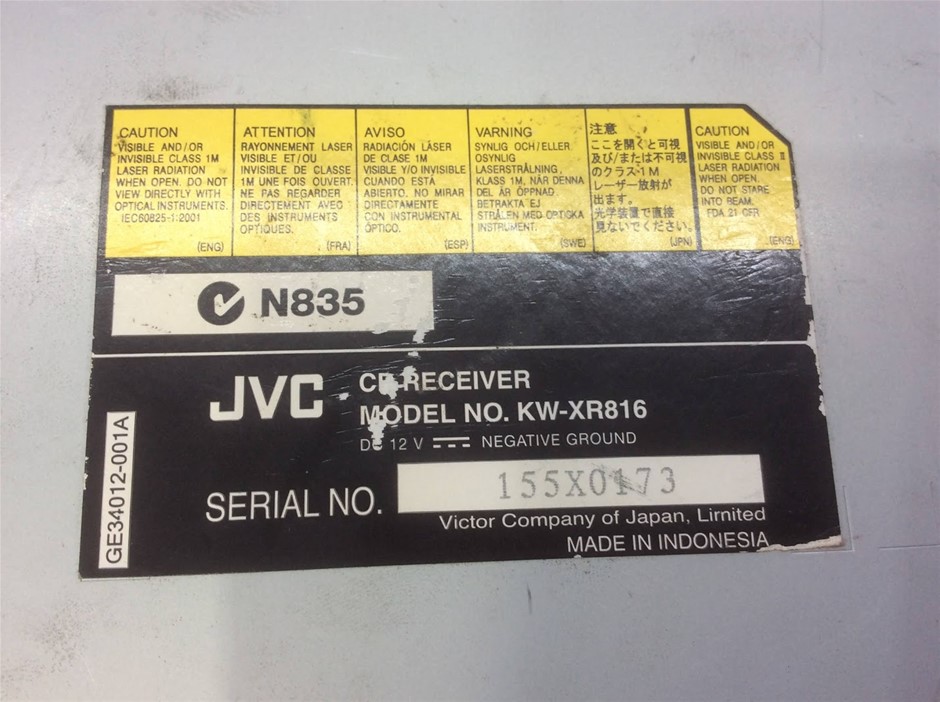 CAUTION
VISIBLE AND/OR
INVISIBLE CLASS 1M
LASER RADIATION
WHEN OPEN. DO NOT
VIEW DIRECTLY WITH
OPTICAL INSTRUMENTS.
IEC60825-1:2001
(ENG)
ATTENTION
RAYONNEMENT LASER
VISIBLE ET/OU
INVISIBLE DE CLASSE
1M UNE FOIS OUVERT.
NE PAS REGARDER
DIRECTEMENT AVEC
DES INSTRUMENTS
OPTIQUES.
(FRA)
AVISO
RADIACIÓN LÁSER
DE CLASE 1M
VISIBLE Y/O INVISIBLE
CUANDO ESTÁ
ABIERTO. NO MIRAR
DIRECTAMENTE
CON INSTRUMENTAL
ÓPTICO.
(ESP)
VARNING
SYNLIG OCH/ELLER
OSYNLIG
LASERSTRÅLNING,
KLASS 1M, NÄR DENNA
DEL ÄR ÖPPNAD.
BETRAKTA EJ
STRÅLEN MED OPTISKA
INSTRUMENT.
(SWE)
注意
ここを開くと可視
及び/または不可視
のクラス1M
レーザー放射が
出ます。
光学装置で直接
見ないでください。
(JPN)
CAUTION
VISIBLE AND/OR
INVISIBLE CLASS II
LASER RADIATION
WHEN OPEN.
DO NOT STARE
INTO BEAM.
FDA 21 CFR
(ENG)
N835
JVC
CD RECEIVER
MODEL NO. KW-XR816
DC 12 V NEGATIVE GROUND
SERIAL NO. 155X0173
Victor Company of Japan, Limited
MADE IN INDONESIA
GE34012-001A